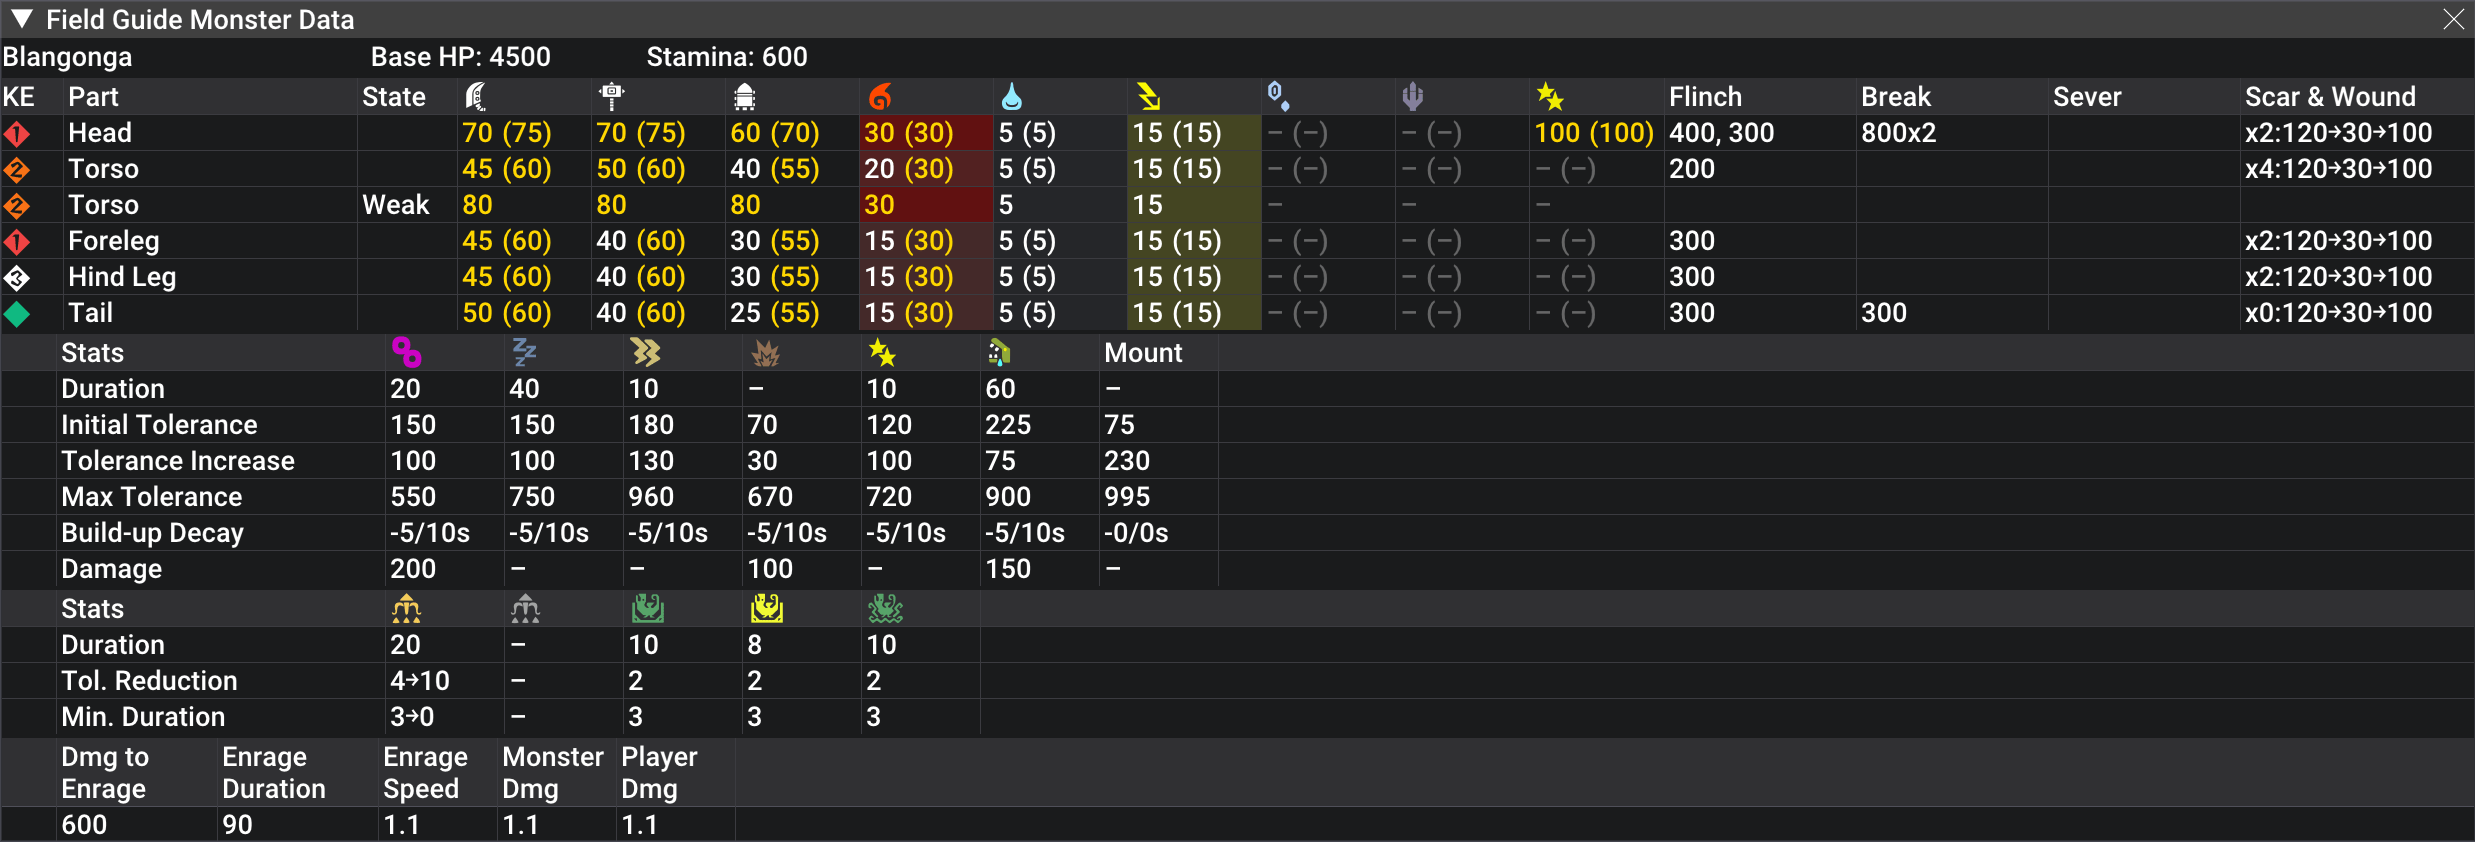 Field Guide Monster Data
Blangonga Base HP: 4500 Stamina: 600
KE Part State Flinch Break Sever Scar & Wound
1 Head 70 (75) 70 (75) 60 (70) 30 (30) 5 (5) 15 (15) – (–) – (–) 100 (100) 400, 300 800x2 x2:120→30→100
2 Torso 45 (60) 50 (60) 40 (55) 20 (30) 5 (5) 15 (15) – (–) – (–) – (–) 200 x4:120→30→100
2 Torso Weak 80 80 80 30 5 15 – – –
1 Foreleg 45 (60) 40 (60) 30 (55) 15 (30) 5 (5) 15 (15) – (–) – (–) – (–) 300 x2:120→30→100
3 Hind Leg 45 (60) 40 (60) 30 (55) 15 (30) 5 (5) 15 (15) – (–) – (–) – (–) 300 x2:120→30→100
Tail 50 (60) 40 (60) 25 (55) 15 (30) 5 (5) 15 (15) – (–) – (–) – (–) 300 300 x0:120→30→100
Stats Mount
Duration 20 40 10 – 10 60 –
Initial Tolerance 150 150 180 70 120 225 75
Tolerance Increase 100 100 130 30 100 75 230
Max Tolerance 550 750 960 670 720 900 995
Build-up Decay -5/10s -5/10s -5/10s -5/10s -5/10s -5/10s -0/0s
Damage 200 – – 100 – 150 –
Stats
Duration 20 – 10 8 10
Tol. Reduction 4→10 – 2 2 2
Min. Duration 3→0 – 3 3 3
Dmg to Enrage Enrage Monster Player
Enrage Duration Speed Dmg Dmg
600 90 1.1 1.1 1.1